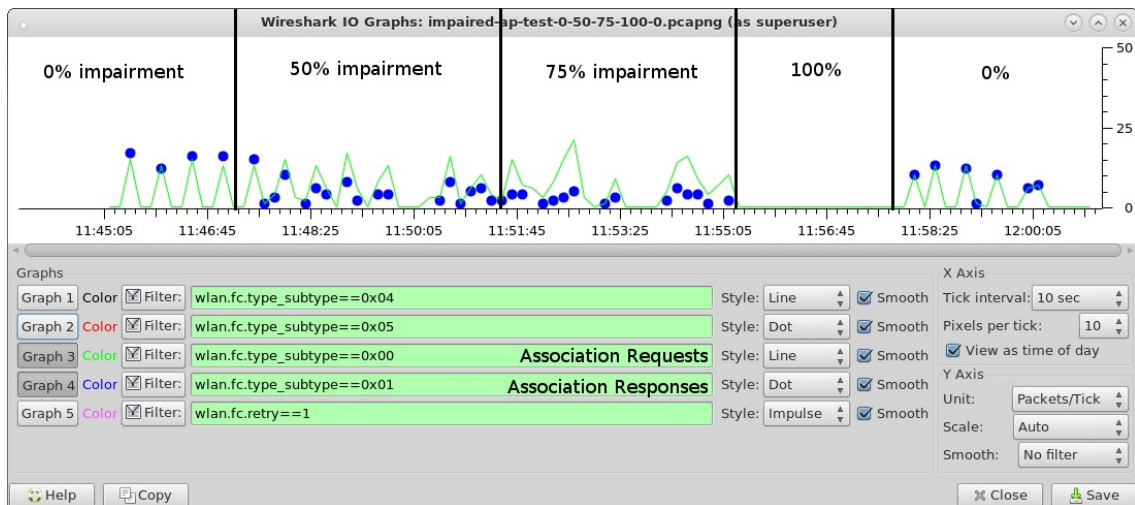 Wireshark IO Graphs: impaired-ap-test-0-50-75-100-0.pcapng (as superuser)
0% impairment
50% impairment
75% impairment
100%
0%
50
25
0
11:45:05 11:46:45 11:48:25 11:50:05 11:51:45 11:53:25 11:55:05 11:56:45 11:58:25 12:00:05
Graphs
Graph 1 Color Filter: wlan.fc.type_subtype==0x04 Style: Line Smooth
Graph 2 Color Filter: wlan.fc.type_subtype==0x05 Style: Dot Smooth
Graph 3 Color Filter: wlan.fc.type_subtype==0x00 Association Requests Style: Line Smooth
Graph 4 Color Filter: wlan.fc.type_subtype==0x01 Association Responses Style: Dot Smooth
Graph 5 Color Filter: wlan.fc.retry==1 Style: Impulse Smooth
X Axis
Tick interval: 10 sec
Pixels per tick: 10
View as time of day
Y Axis
Unit: Packets/Tick
Scale: Auto
Smooth: No filter
Help Copy Close Save